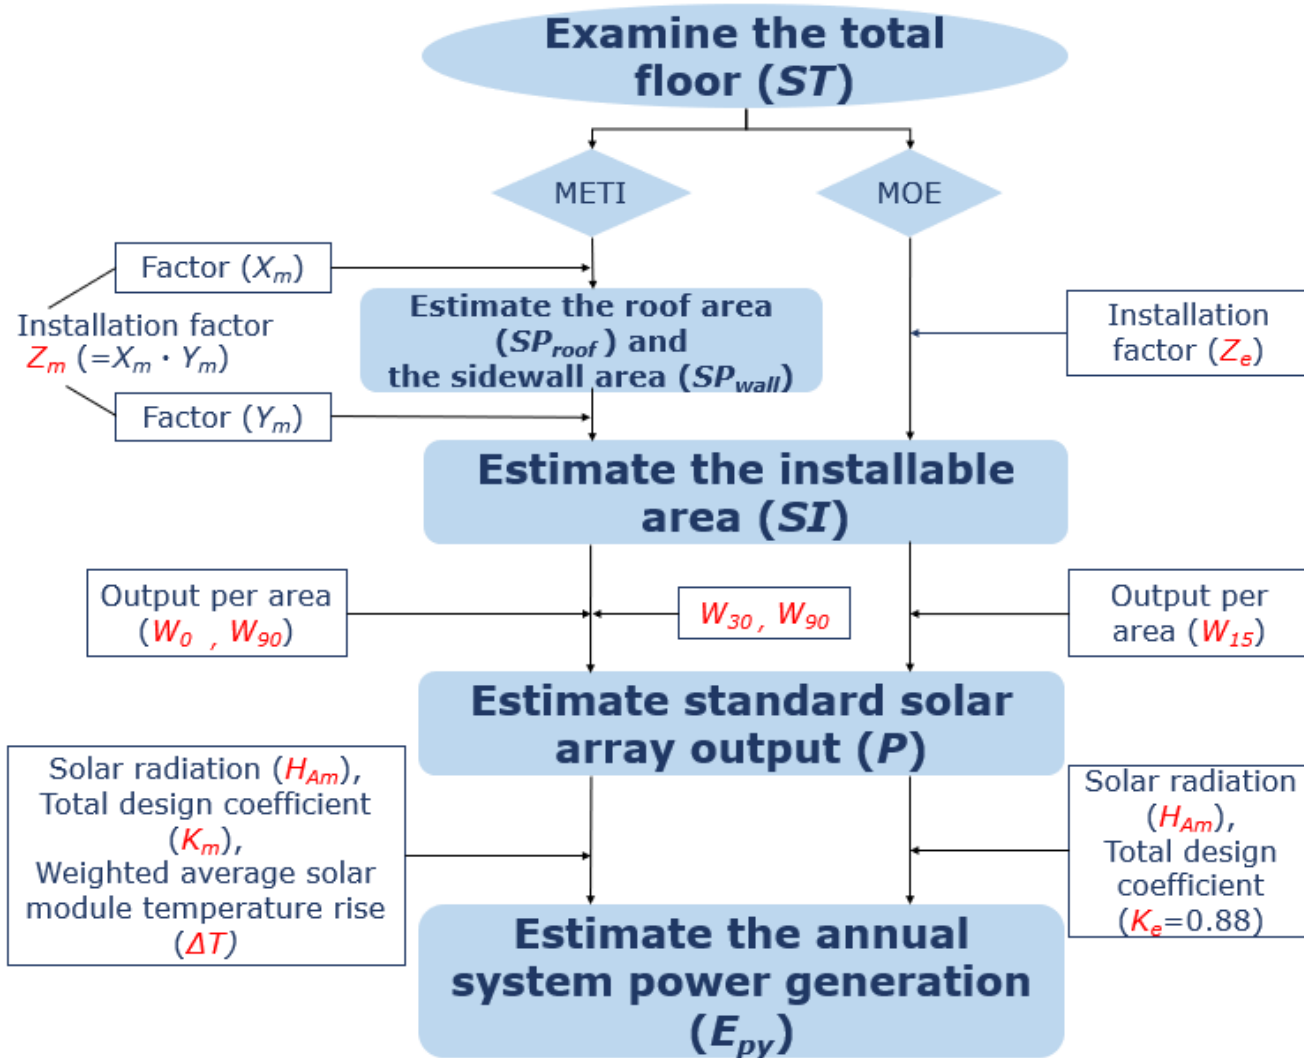 Examine the total
floor (ST)
METI
MOE
Factor (Xm)
Installation factor
Zm (=Xm・Ym)
Factor (Ym)
Estimate the roof area
(SProof) and
the sidewall area (SPwall)
Installation
factor (Ze)
Estimate the installable
area (SI)
Output per area
(W0 , W90)
W30, W90
Output per
area (W15)
Estimate standard solar
array output (P)
Solar radiation (HAm),
Total design coefficient
(Km),
Weighted average solar
module temperature rise
(ΔT)
Solar radiation
(HAm),
Total design
coefficient
(Ke=0.88)
Estimate the annual
system power generation
(Epy)